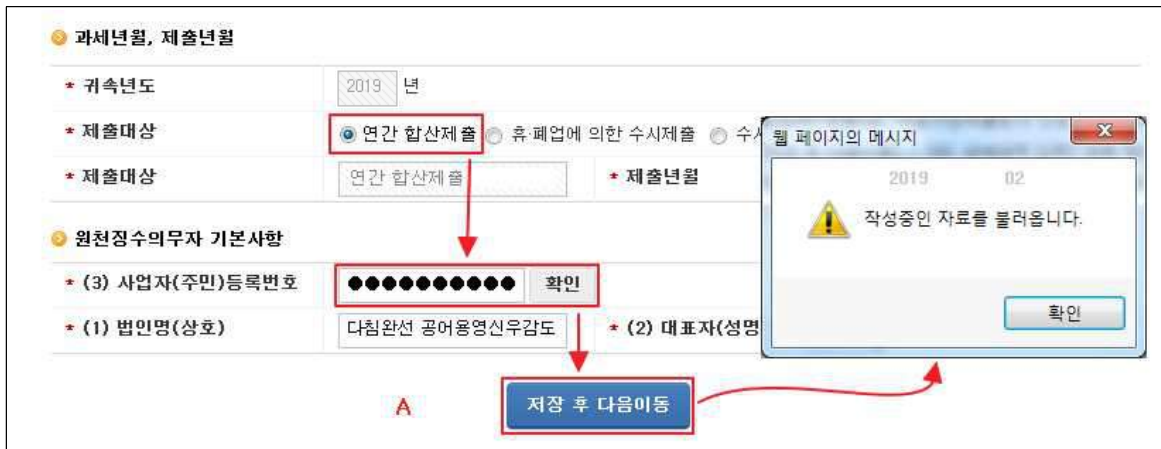 과세년월, 제출년월
* 귀속년도 2019 년
* 제출대상 연간 합산제출 휴·폐업에 의한 수시제출
* 제출대상 연간 합산제출 * 제출년월
원천징수의무자 기본사항
* (3) 사업자(주민)등록번호 ●●●●●●●●●● 확인
* (1) 법인명(상호) 다침완선 공어용영신우감도 * (2) 대표자(성명
A 저장 후 다음이동
웹 페이지의 메시지
2019 02
작성중인 자료를 불러옵니다.
확인